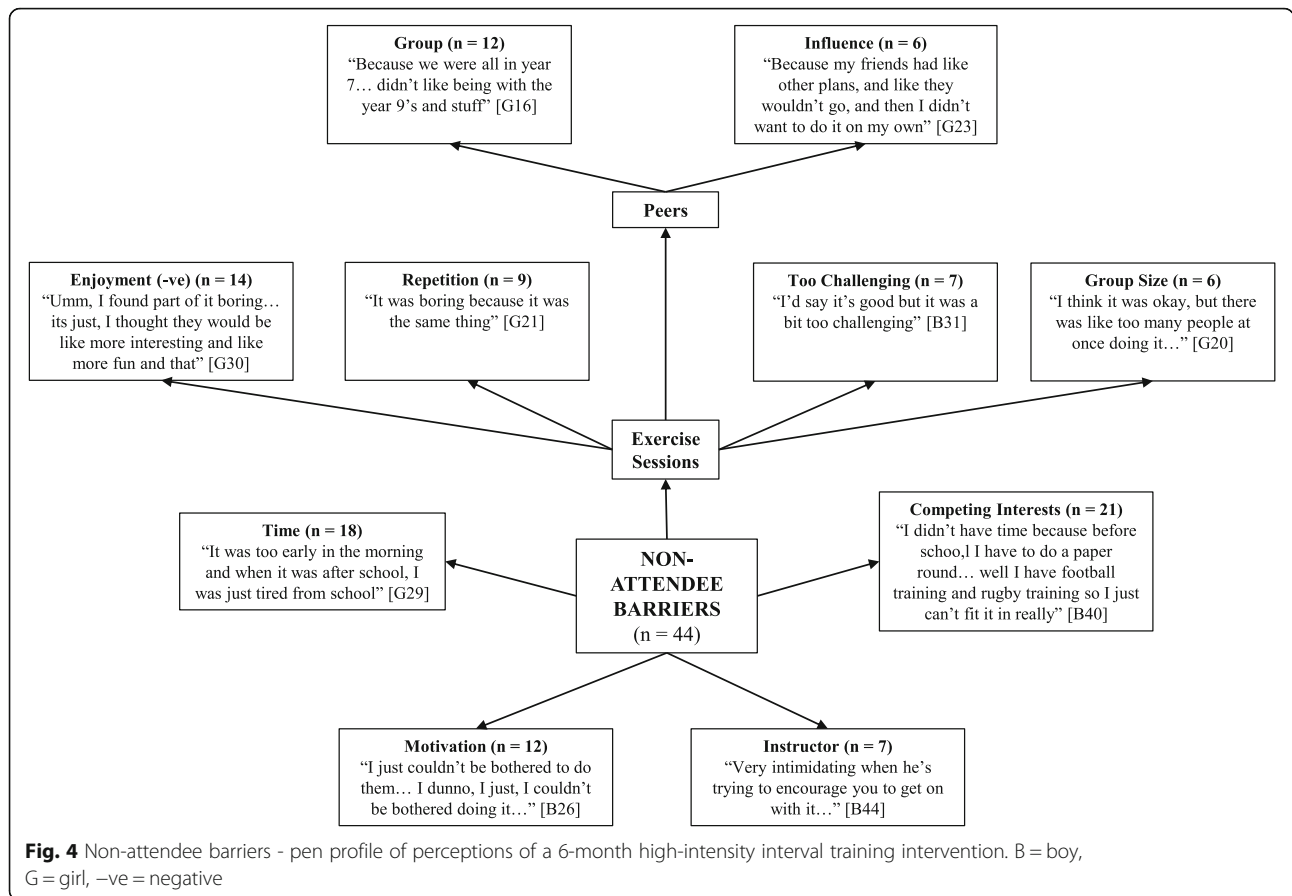 Group (n = 12)
“Because we were all in year
7… didn’t like being with the
year 9’s and stuff” [G16]
Influence (n = 6)
“Because my friends had like
other plans, and like they
wouldn’t go, and then I didn’t
want to do it on my own” [G23]
Peers
Enjoyment (-ve) (n = 14)
“Umm, I found part of it boring…
its just, I thought they would be
like more interesting and like
more fun and that” [G30]
Repetition (n = 9)
“It was boring because it was
the same thing” [G21]
Too Challenging (n = 7)
“I’d say it’s good but it was a
bit too challenging” [B31]
Group Size (n = 6)
“I think it was okay, but there
was like too many people at
once doing it…” [G20]
Exercise
Sessions
Time (n = 18)
“It was too early in the morning
and when it was after school, I
was just tired from school” [G29]
NON-
ATTENDEE
BARRIERS
(n = 44)
Competing Interests (n = 21)
“I didn’t have time because before
schoo,l I have to do a paper
round… well I have football
training and rugby training so I just
can’t fit it in really” [B40]
Motivation (n = 12)
“I just couldn’t be bothered to do
them… I dunno, I just, I couldn’t
be bothered doing it…” [B26]
Instructor (n = 7)
“Very intimidating when he’s
trying to encourage you to get on
with it…” [B44]
Fig. 4 Non-attendee barriers - pen profile of perceptions of a 6-month high-intensity interval training intervention. B = boy,
G = girl, −ve = negative